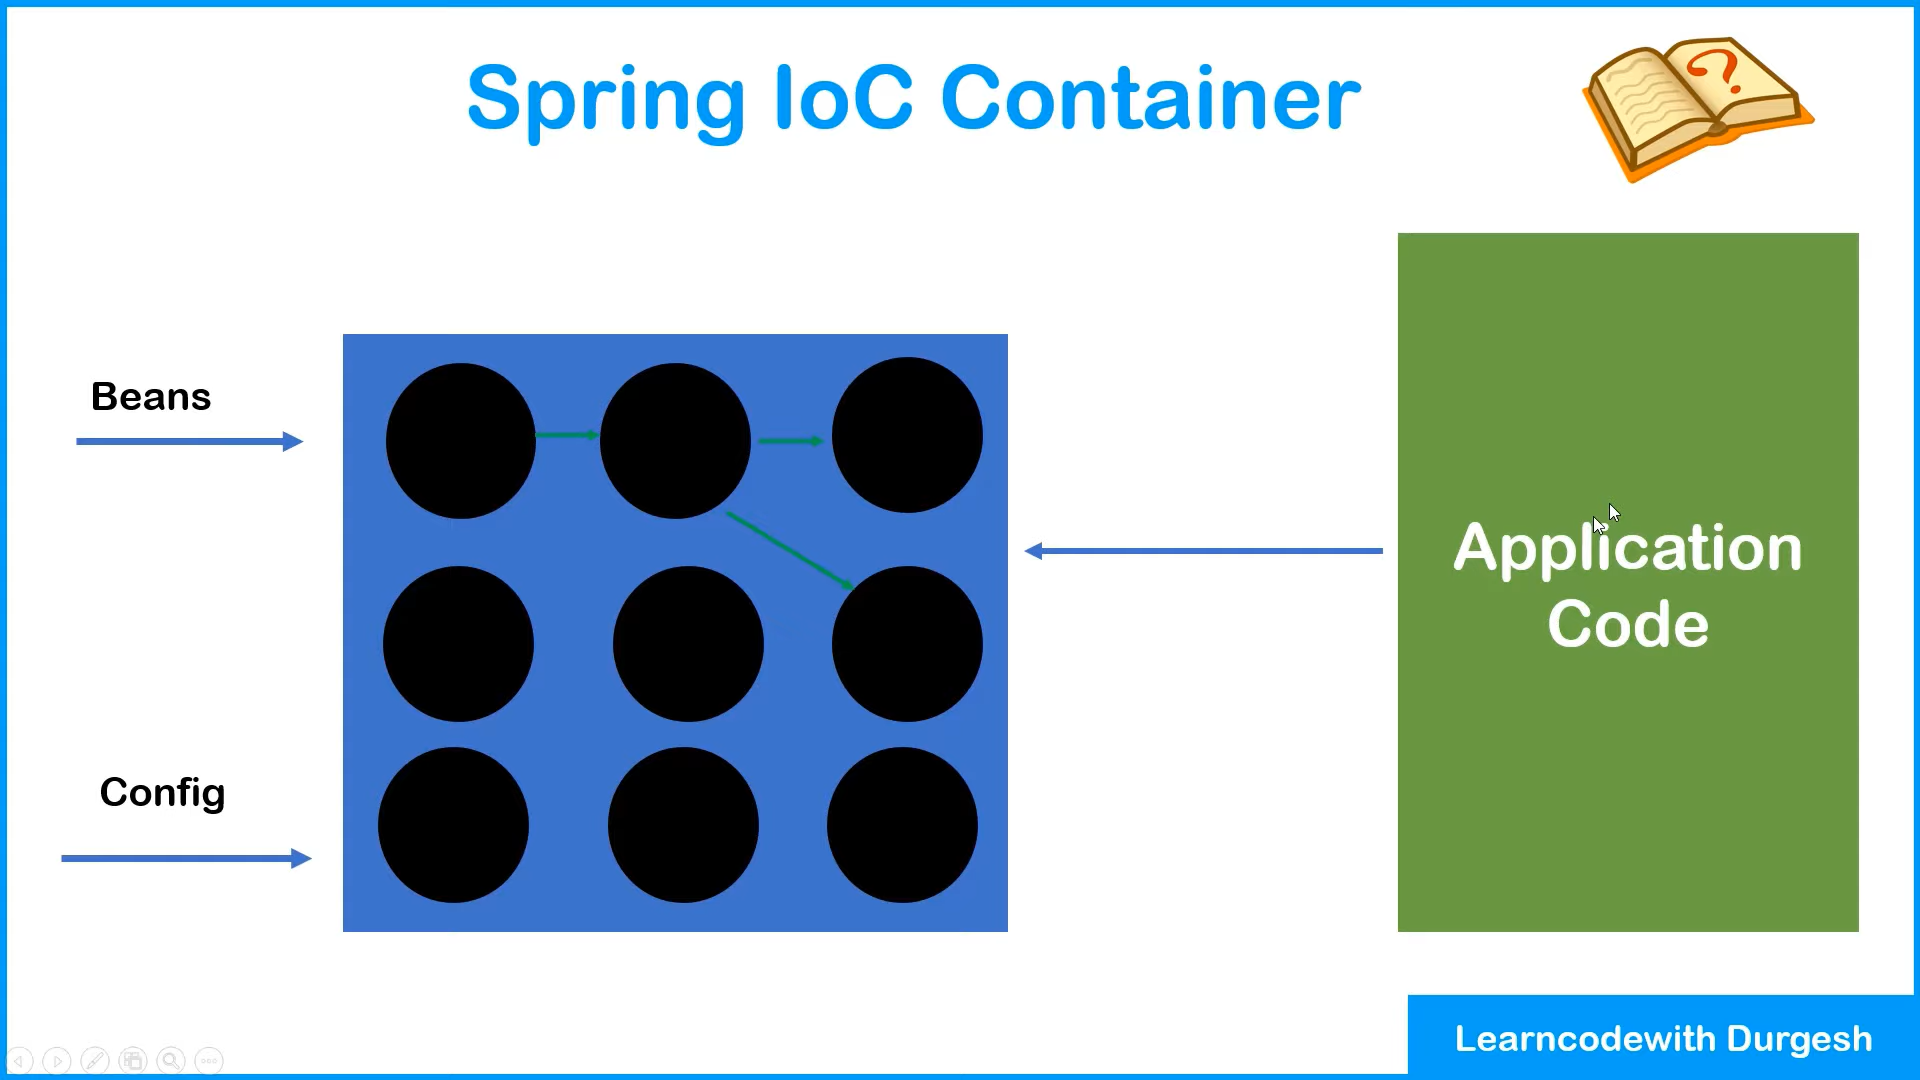 Spring IoC Container
Beans
Config
Application
Code
Learncodewith Durgesh